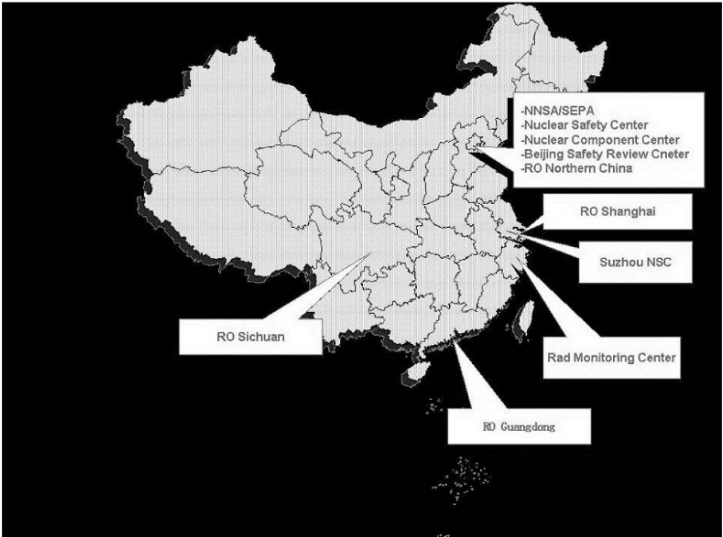 -NNSA/SEPA
-Nuclear Safety Center
-Nuclear Component Center
-Beijing Safety Review Cneter
-RO Northern China
RO Shanghai
Suzhou NSC
RO Sichuan
Rad Monitoring Center
RO Guangdong